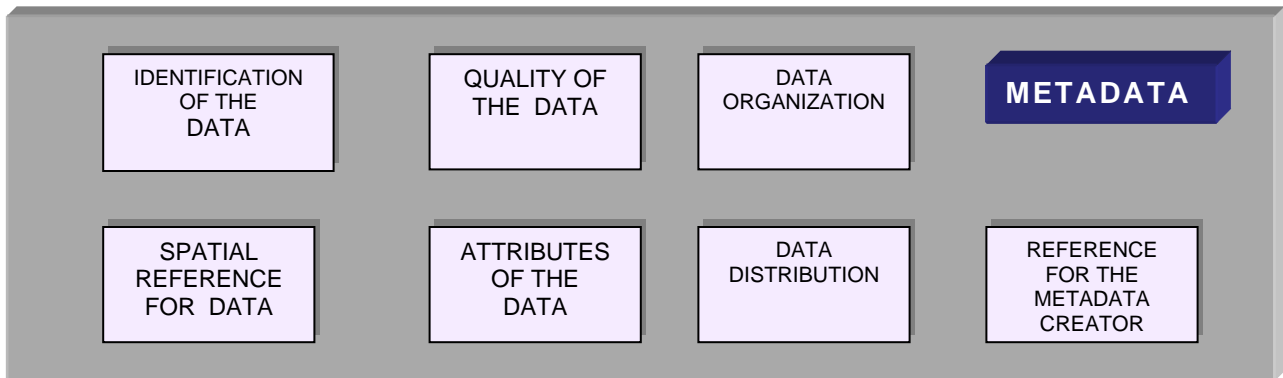 IDENTIFICATION
OF THE
DATA
QUALITY OF
THE DATA
DATA
ORGANIZATION
METADATA
SPATIAL
REFERENCE
FOR DATA
ATTRIBUTES
OF THE
DATA
DATA
DISTRIBUTION
REFERENCE
FOR THE
METADATA
CREATOR